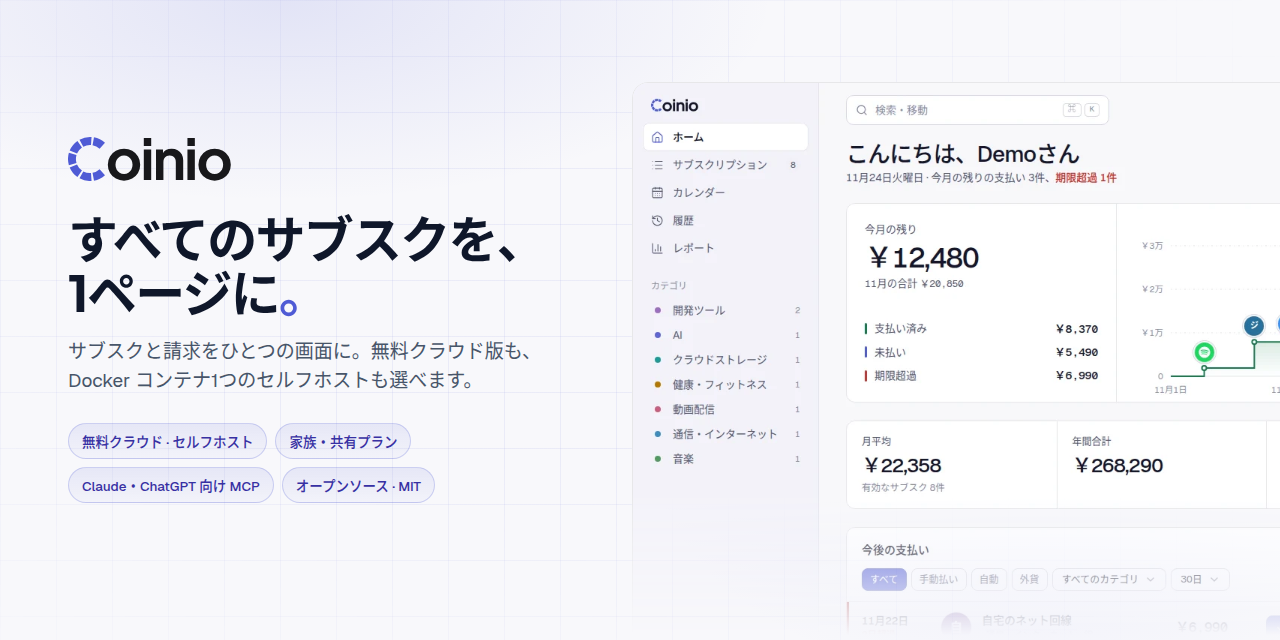 Coinio
すべてのサブスクを、
1ページに。
サブスクと請求をひとつの画面に。無料クラウド版も、
Docker コンテナ1つのセルフホストも選べます。
無料クラウド · セルフホスト
家族・共有プラン
Claude・ChatGPT 向け MCP
オープンソース · MIT
Coinio
ホーム
サブスクリプション 8
カレンダー
履歴
レポート
カテゴリ
開発ツール 2
AI 1
クラウドストレージ 1
健康・フィットネス 1
動画配信 1
通信・インターネット 1
音楽 1
検索・移動 ⌘ K
こんにちは、Demoさん
11月24日火曜日 · 今月の残りの支払い 3件、期限超過 1件
今月の残り
¥12,480
11月の合計 ¥20,850
支払い済み ¥8,370
未払い ¥5,490
期限超過 ¥6,990
¥3万
¥2万
¥1万
0
ジ
11月1日
11
月平均
¥22,358
有効なサブスク 8件
年間合計
¥268,290
今後の支払い
すべて 手動払い 自動 外貨 すべてのカテゴリ 30日
11月22日 自宅のネット回線 ¥6,990